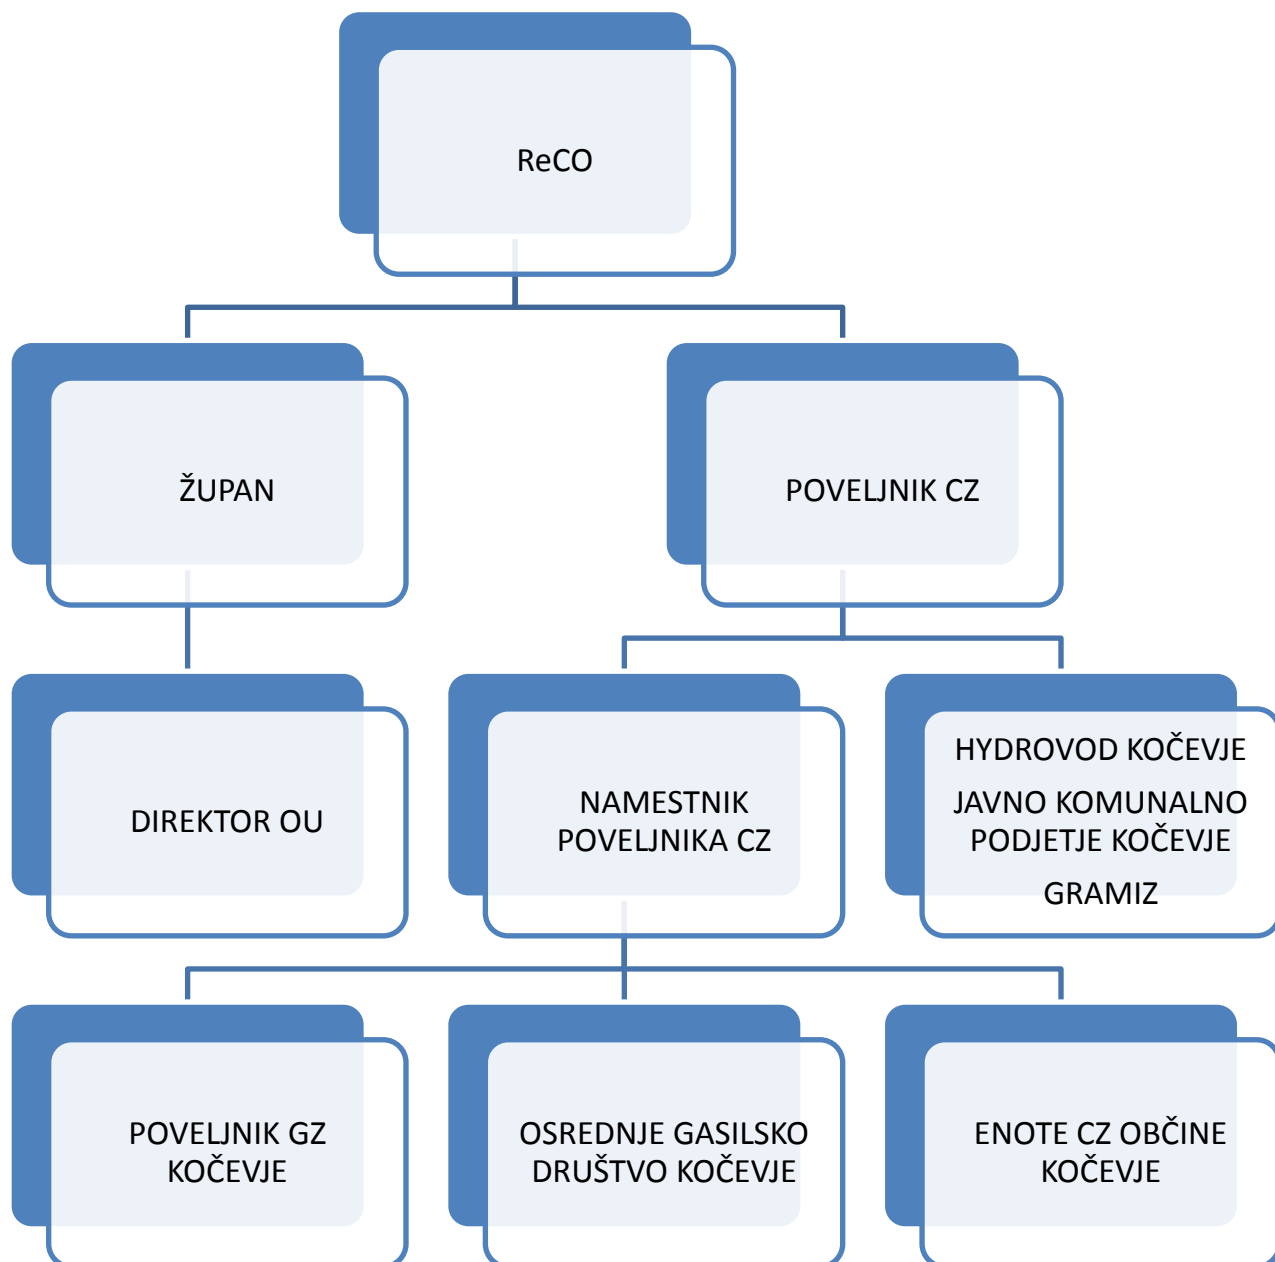 ReCO
ŽUPAN
POVELJNIK CZ
DIREKTOR OU
NAMESTNIK
POVELJNIKA CZ
HYDROVOD KOČEVJE
JAVNO KOMUNALNO
PODJETJE KOČEVJE
GRAMIZ
POVELJNIK GZ
KOČEVJE
OSREDNJE GASILSKO
DRUŠTVO KOČEVJE
ENOTE CZ OBČINE
KOČEVJE